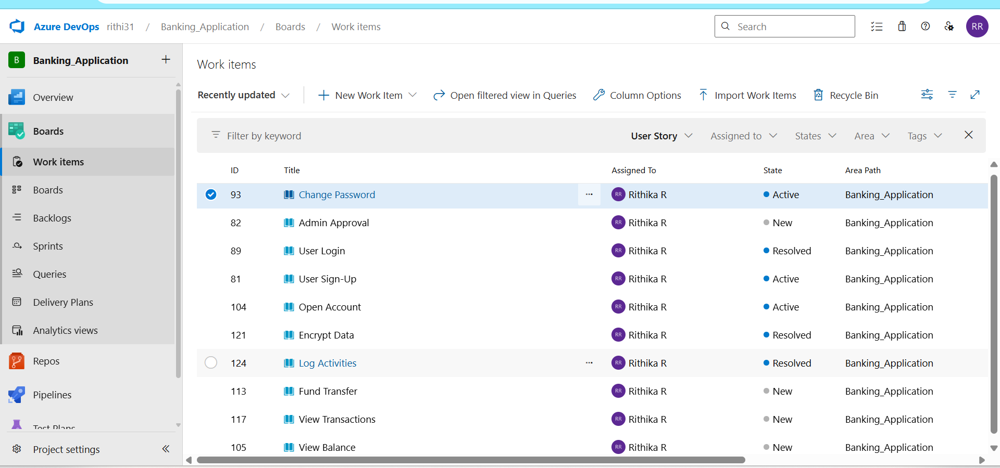 Azure DevOps rithi31 / Banking_Application / Boards / Work items
Search
RR
B Banking_Application
Work items
Overview
Recently updated New Work Item Open filtered view in Queries Column Options Import Work Items Recycle Bin
Boards
Filter by keyword User Story Assigned to States Area Tags
Work items
Boards
Backlogs
Sprints
Queries
Delivery Plans
Analytics views
Repos
Pipelines
Test Plans
Project settings
ID Title Assigned To State Area Path
93 Change Password ... RR Rithika R Active Banking_Application
82 Admin Approval RR Rithika R New Banking_Application
89 User Login RR Rithika R Resolved Banking_Application
81 User Sign-Up RR Rithika R Active Banking_Application
104 Open Account RR Rithika R Active Banking_Application
121 Encrypt Data RR Rithika R Resolved Banking_Application
124 Log Activities ... RR Rithika R Resolved Banking_Application
113 Fund Transfer RR Rithika R New Banking_Application
117 View Transactions RR Rithika R New Banking_Application
105 View Balance RR Rithika R New Banking_Application